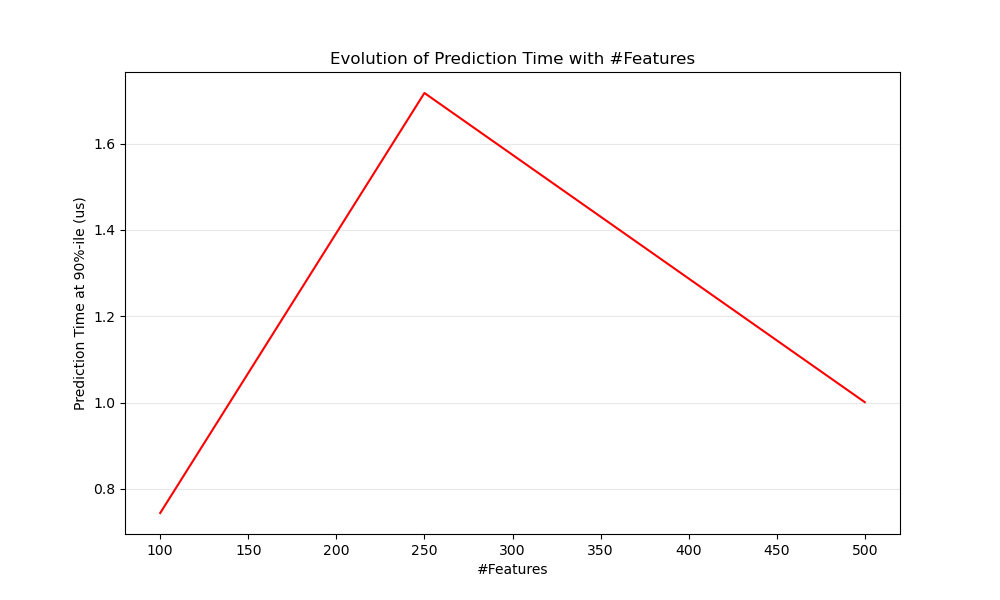 Evolution of Prediction Time with #Features
Prediction Time at 90%-ile (us)
1.6
1.4
1.2
1.0
0.8
100 150 200 250 300 350 400 450 500
#Features